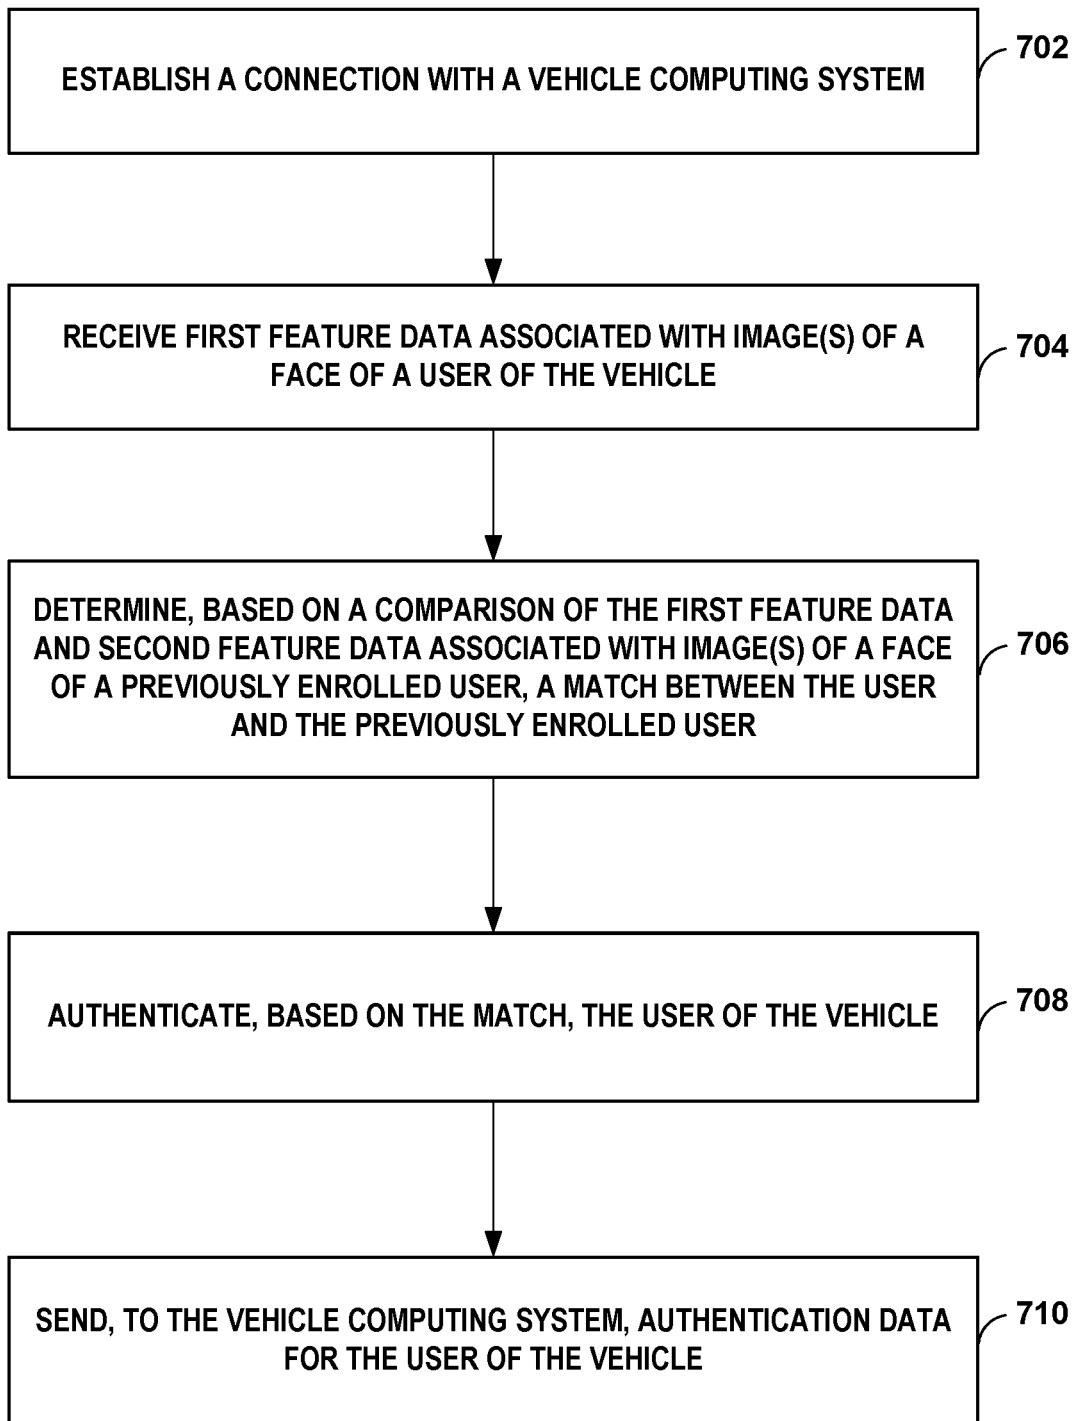 ESTABLISH A CONNECTION WITH A VEHICLE COMPUTING SYSTEM
702
RECEIVE FIRST FEATURE DATA ASSOCIATED WITH IMAGE(S) OF A
FACE OF A USER OF THE VEHICLE
704
DETERMINE, BASED ON A COMPARISON OF THE FIRST FEATURE DATA
AND SECOND FEATURE DATA ASSOCIATED WITH IMAGE(S) OF A FACE
OF A PREVIOUSLY ENROLLED USER, A MATCH BETWEEN THE USER
AND THE PREVIOUSLY ENROLLED USER
706
AUTHENTICATE, BASED ON THE MATCH, THE USER OF THE VEHICLE
708
SEND, TO THE VEHICLE COMPUTING SYSTEM, AUTHENTICATION DATA
FOR THE USER OF THE VEHICLE
710